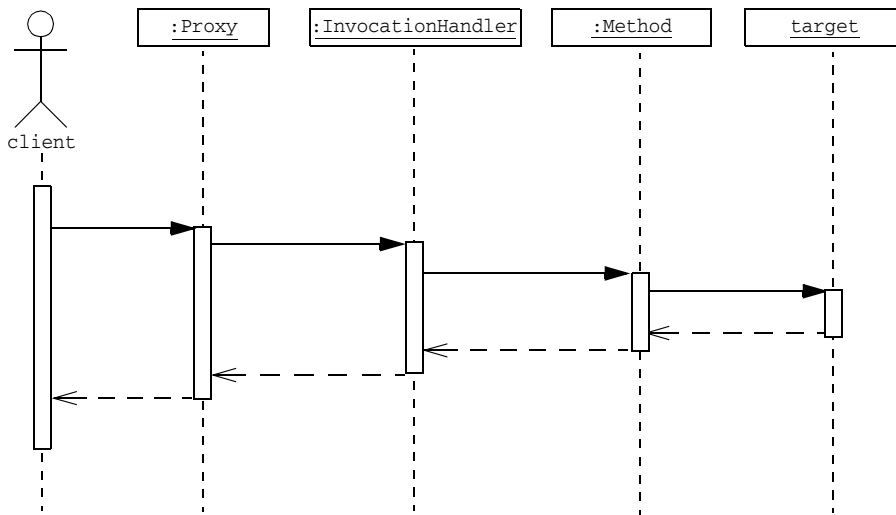 :Proxy
:InvocationHandler
:Method
target
client